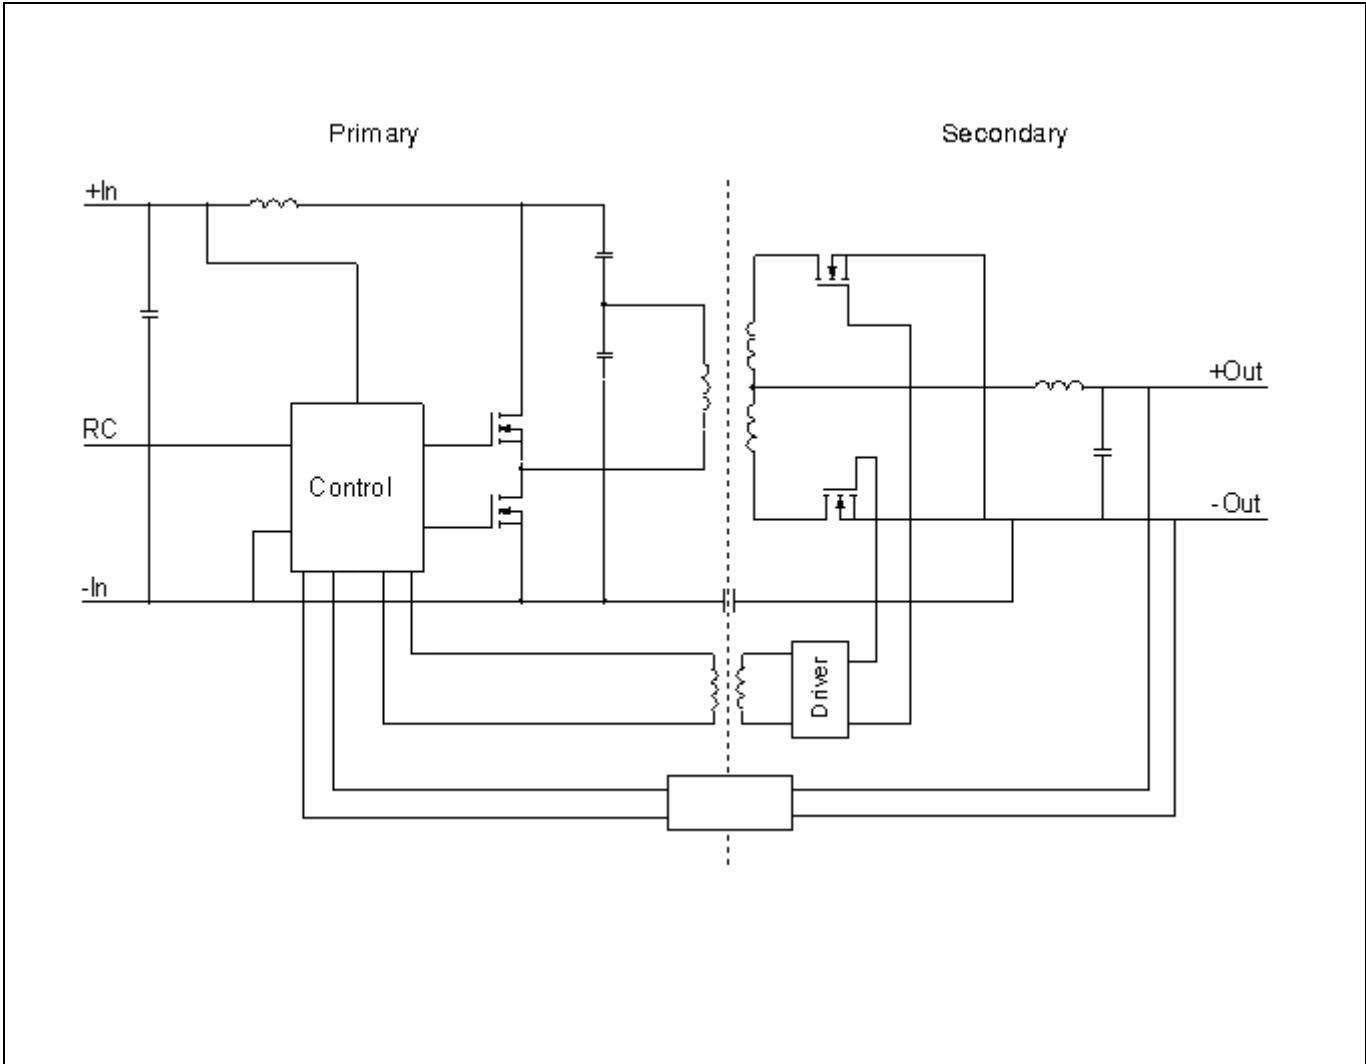 Primary
Secondary
+In
+Out
RC
Control
-Out
-In
Driver